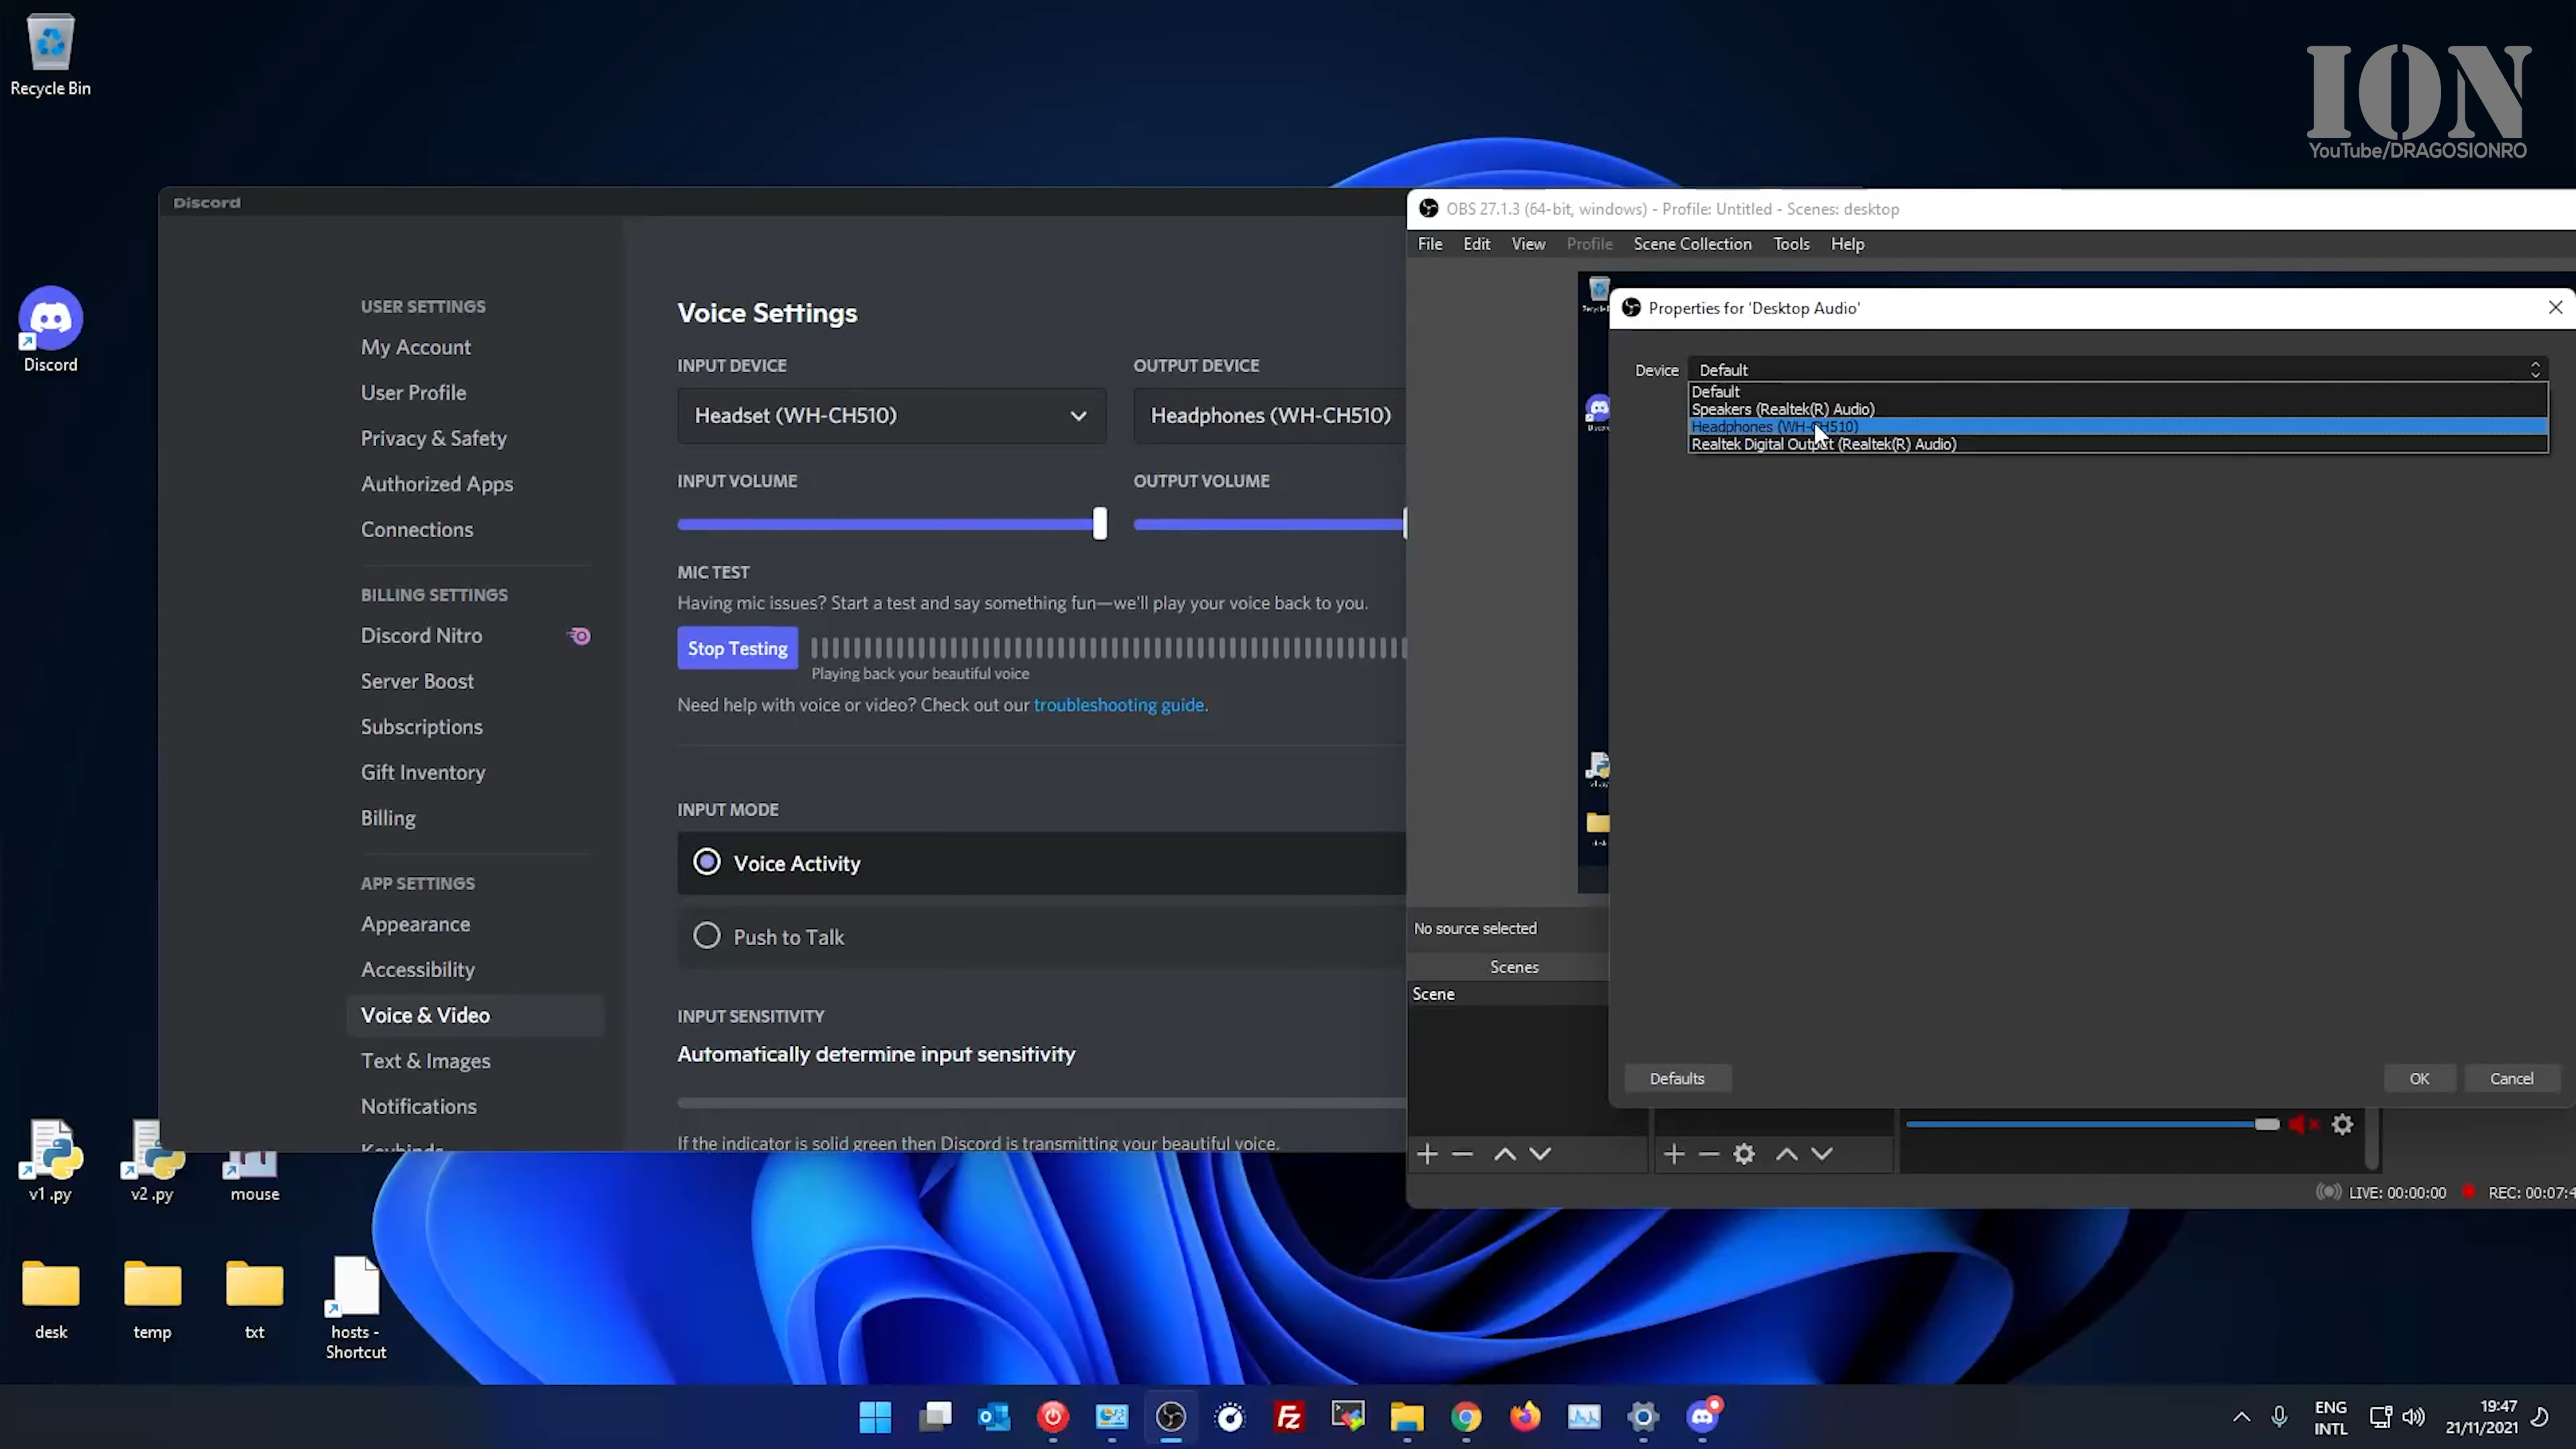 Recycle Bin
ION
YouTube/DRAGOSIONRO
Discord
Discord
USER SETTINGS
My Account
User Profile
Privacy & Safety
Authorized Apps
Connections
BILLING SETTINGS
Discord Nitro
Server Boost
Subscriptions
Gift Inventory
Billing
APP SETTINGS
Appearance
Accessibility
Voice & Video
Text & Images
Notifications
Keybinds
Voice Settings
INPUT DEVICE
OUTPUT DEVICE
Headset (WH-CH510)
Headphones (WH-CH510)
INPUT VOLUME
OUTPUT VOLUME
MIC TEST
Having mic issues? Start a test and say something fun—we'll play your voice back to you.
Stop Testing
Playing back your beautiful voice
Need help with voice or video? Check out our troubleshooting guide.
INPUT MODE
Voice Activity
Push to Talk
INPUT SENSITIVITY
Automatically determine input sensitivity
If the indicator is solid green then Discord is transmitting your beautiful voice.
OBS 27.1.3 (64-bit, windows) - Profile: Untitled - Scenes: desktop
File Edit View Profile Scene Collection Tools Help
Properties for 'Desktop Audio'
Device Default
Default
Speakers (Realtek(R) Audio)
Headphones (WH-CH510)
Realtek Digital Output (Realtek(R) Audio)
No source selected
Scenes
Scene
Defaults
OK
Cancel
LIVE: 00:00:00
REC: 00:07:4
v1 .py
v2 .py
mouse
desk
temp
txt
hosts -
Shortcut
Fz
ENG
INTL
19:47
21/11/2021